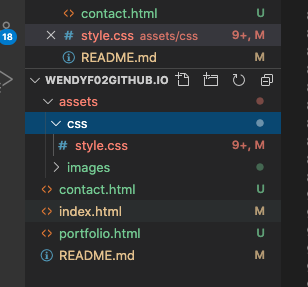 <> contact.html U
# style.css assets/css 9+, M
README.md M
18
WENDYF02GITHUB.IO
assets
css
# style.css 9+, M
images
<> contact.html U
<> index.html M
<> portfolio.html U
README.md M